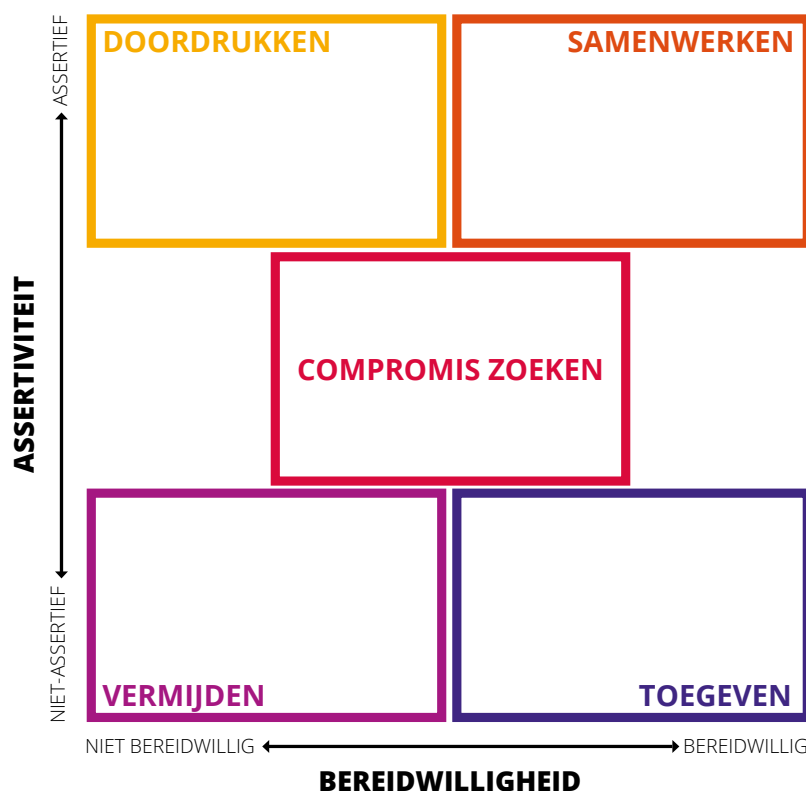 ASSERTIEF
DOORDRUKKEN
SAMENWERKEN
ASSERTIVITEIT
COMPROMIS ZOEKEN
NIET-ASSERTIEF
VERMIJDEN
TOEGEVEN
NIET BEREIDWILLIG
BEREIDWILLIG
BEREIDWILLIGHEID